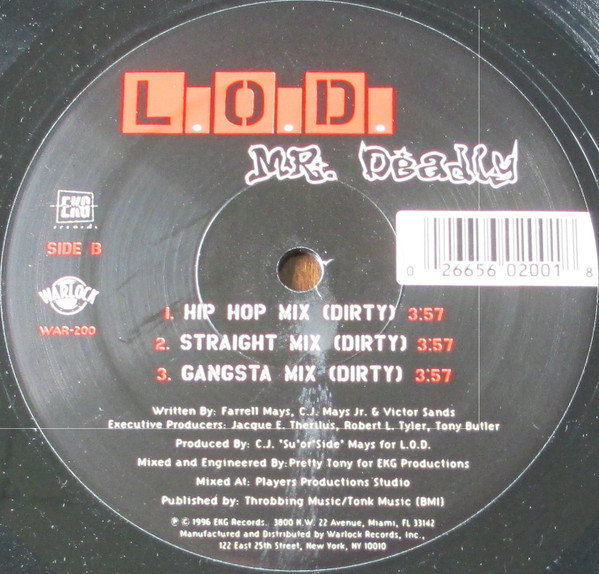 L.O.D.
MR. Deadly
EKG
records
SIDE B
WARLOCK
WAR-200
0 26656 02001 8
1. HIP HOP MIX (DIRTY) 3:57
2. STRAIGHT MIX (DIRTY) 3:57
3. GANGSTA MIX (DIRTY) 3:57
Written By: Farrell Mays, C.J. Mays Jr. & Victor Sands
Executive Producers: Jacque E. Therilus, Robert L. Tyler, Tony Butler
Produced By: C.J. "Su'or'Side" Mays for L.O.D.
Mixed and Engineered By: Pretty Tony for EKG Productions
Mixed At: Players Productions Studio
Published by: Throbbing Music/Tonk Music (BMI)
℗ © 1996 EKG Records. 3800 N.W. 22 Avenue, Miami, FL 33142
Manufactured and Distributed by Warlock Records, Inc.,
122 East 25th Street, New York, NY 10010